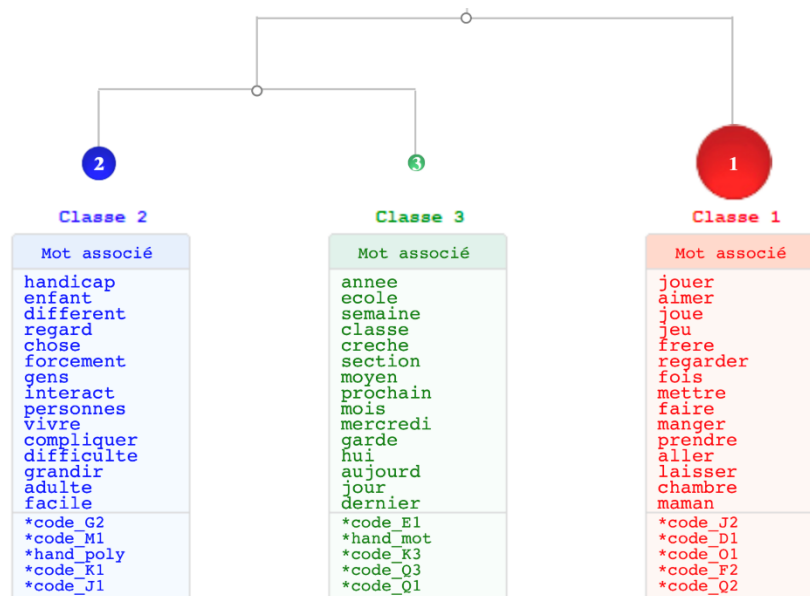 2
3
1
Classe 2
Classe 3
Classe 1
Mot associé
handicap
enfant
different
regard
chose
forcement
gens
interact
personnes
vivre
compliquer
difficulte
grandir
adulte
facile
*code_G2
*code_M1
*hand_poly
*code_K1
*code_J1
Mot associé
annee
ecole
semaine
classe
creche
section
moyen
prochain
mois
mercredi
garde
hui
aujourd
jour
dernier
*code_E1
*hand_mot
*code_K3
*code_Q3
*code_Q1
Mot associé
jouer
aimer
joue
jeu
frere
regarder
fois
mettre
faire
manger
prendre
aller
laisser
chambre
maman
*code_J2
*code_D1
*code_O1
*code_F2
*code_Q2